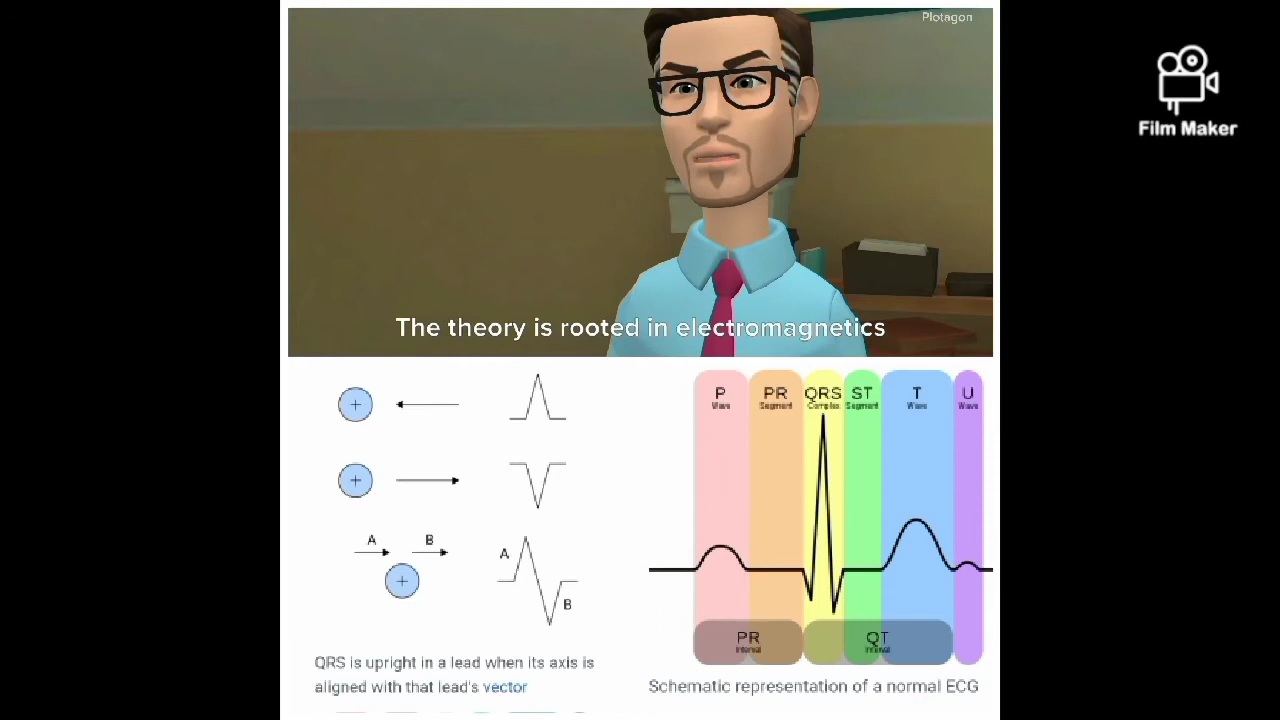 Plotagon
Film Maker
The theory is rooted in electromagnetics
+
+
A B
+
A
B
QRS is upright in a lead when its axis is
aligned with that lead's vector
P PR QRS ST T U
Wave Segment Complex Segment Wave Wave
PR QT
Interval Interval
Schematic representation of a normal ECG